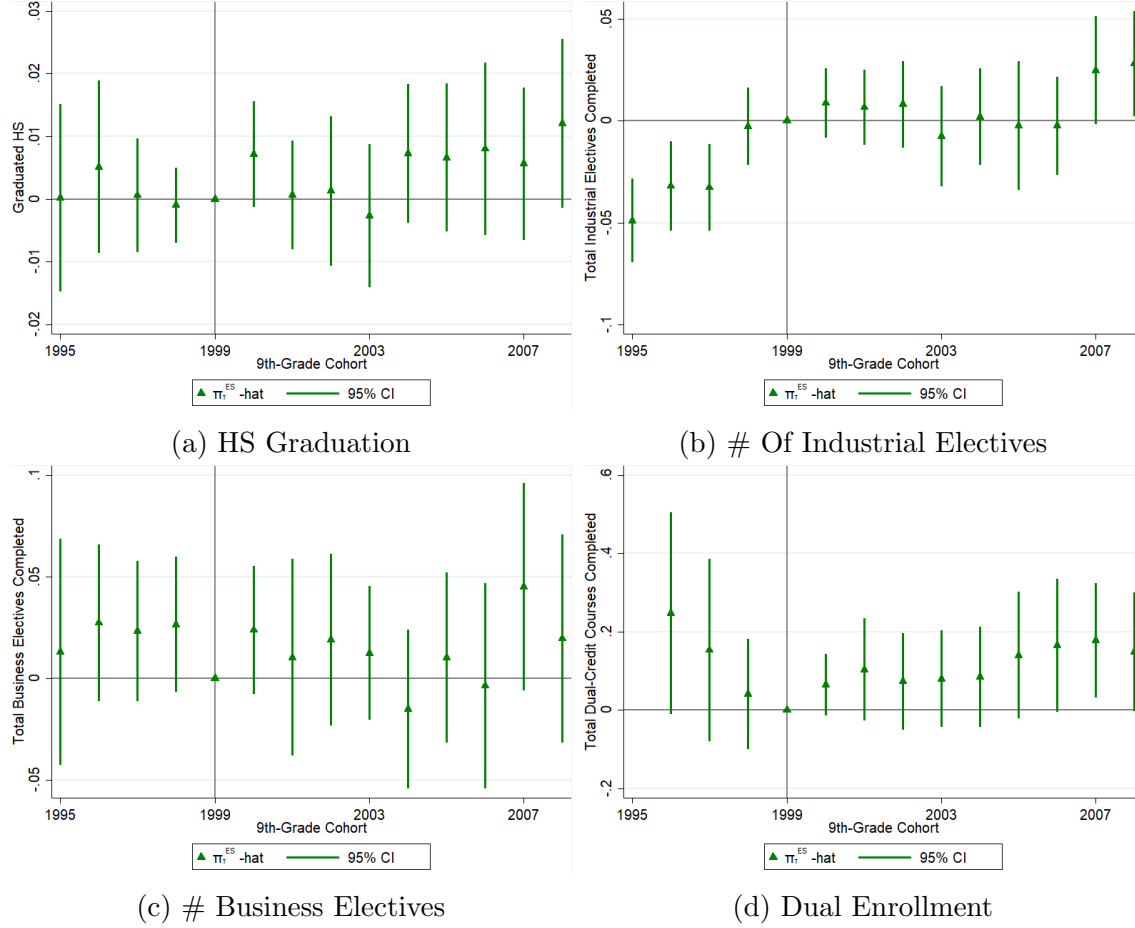 Graduated HS
.03
.02
.01
0
-.01
-.02
1995 1999 2003 2007
9th-Grade Cohort
▲ πτ^ES -hat 95% CI
(a) HS Graduation
Total Industrial Electives Completed
.05
0
-.05
-.1
1995 1999 2003 2007
9th-Grade Cohort
▲ πτ^ES -hat 95% CI
(b) # Of Industrial Electives
Total Business Electives Completed
.1
.05
0
-.05
1995 1999 2003 2007
9th-Grade Cohort
▲ πτ^ES -hat 95% CI
(c) # Business Electives
Total Dual-Credit Courses Completed
.6
.4
.2
0
-.2
1995 1999 2003 2007
9th-Grade Cohort
▲ πτ^ES -hat 95% CI
(d) Dual Enrollment